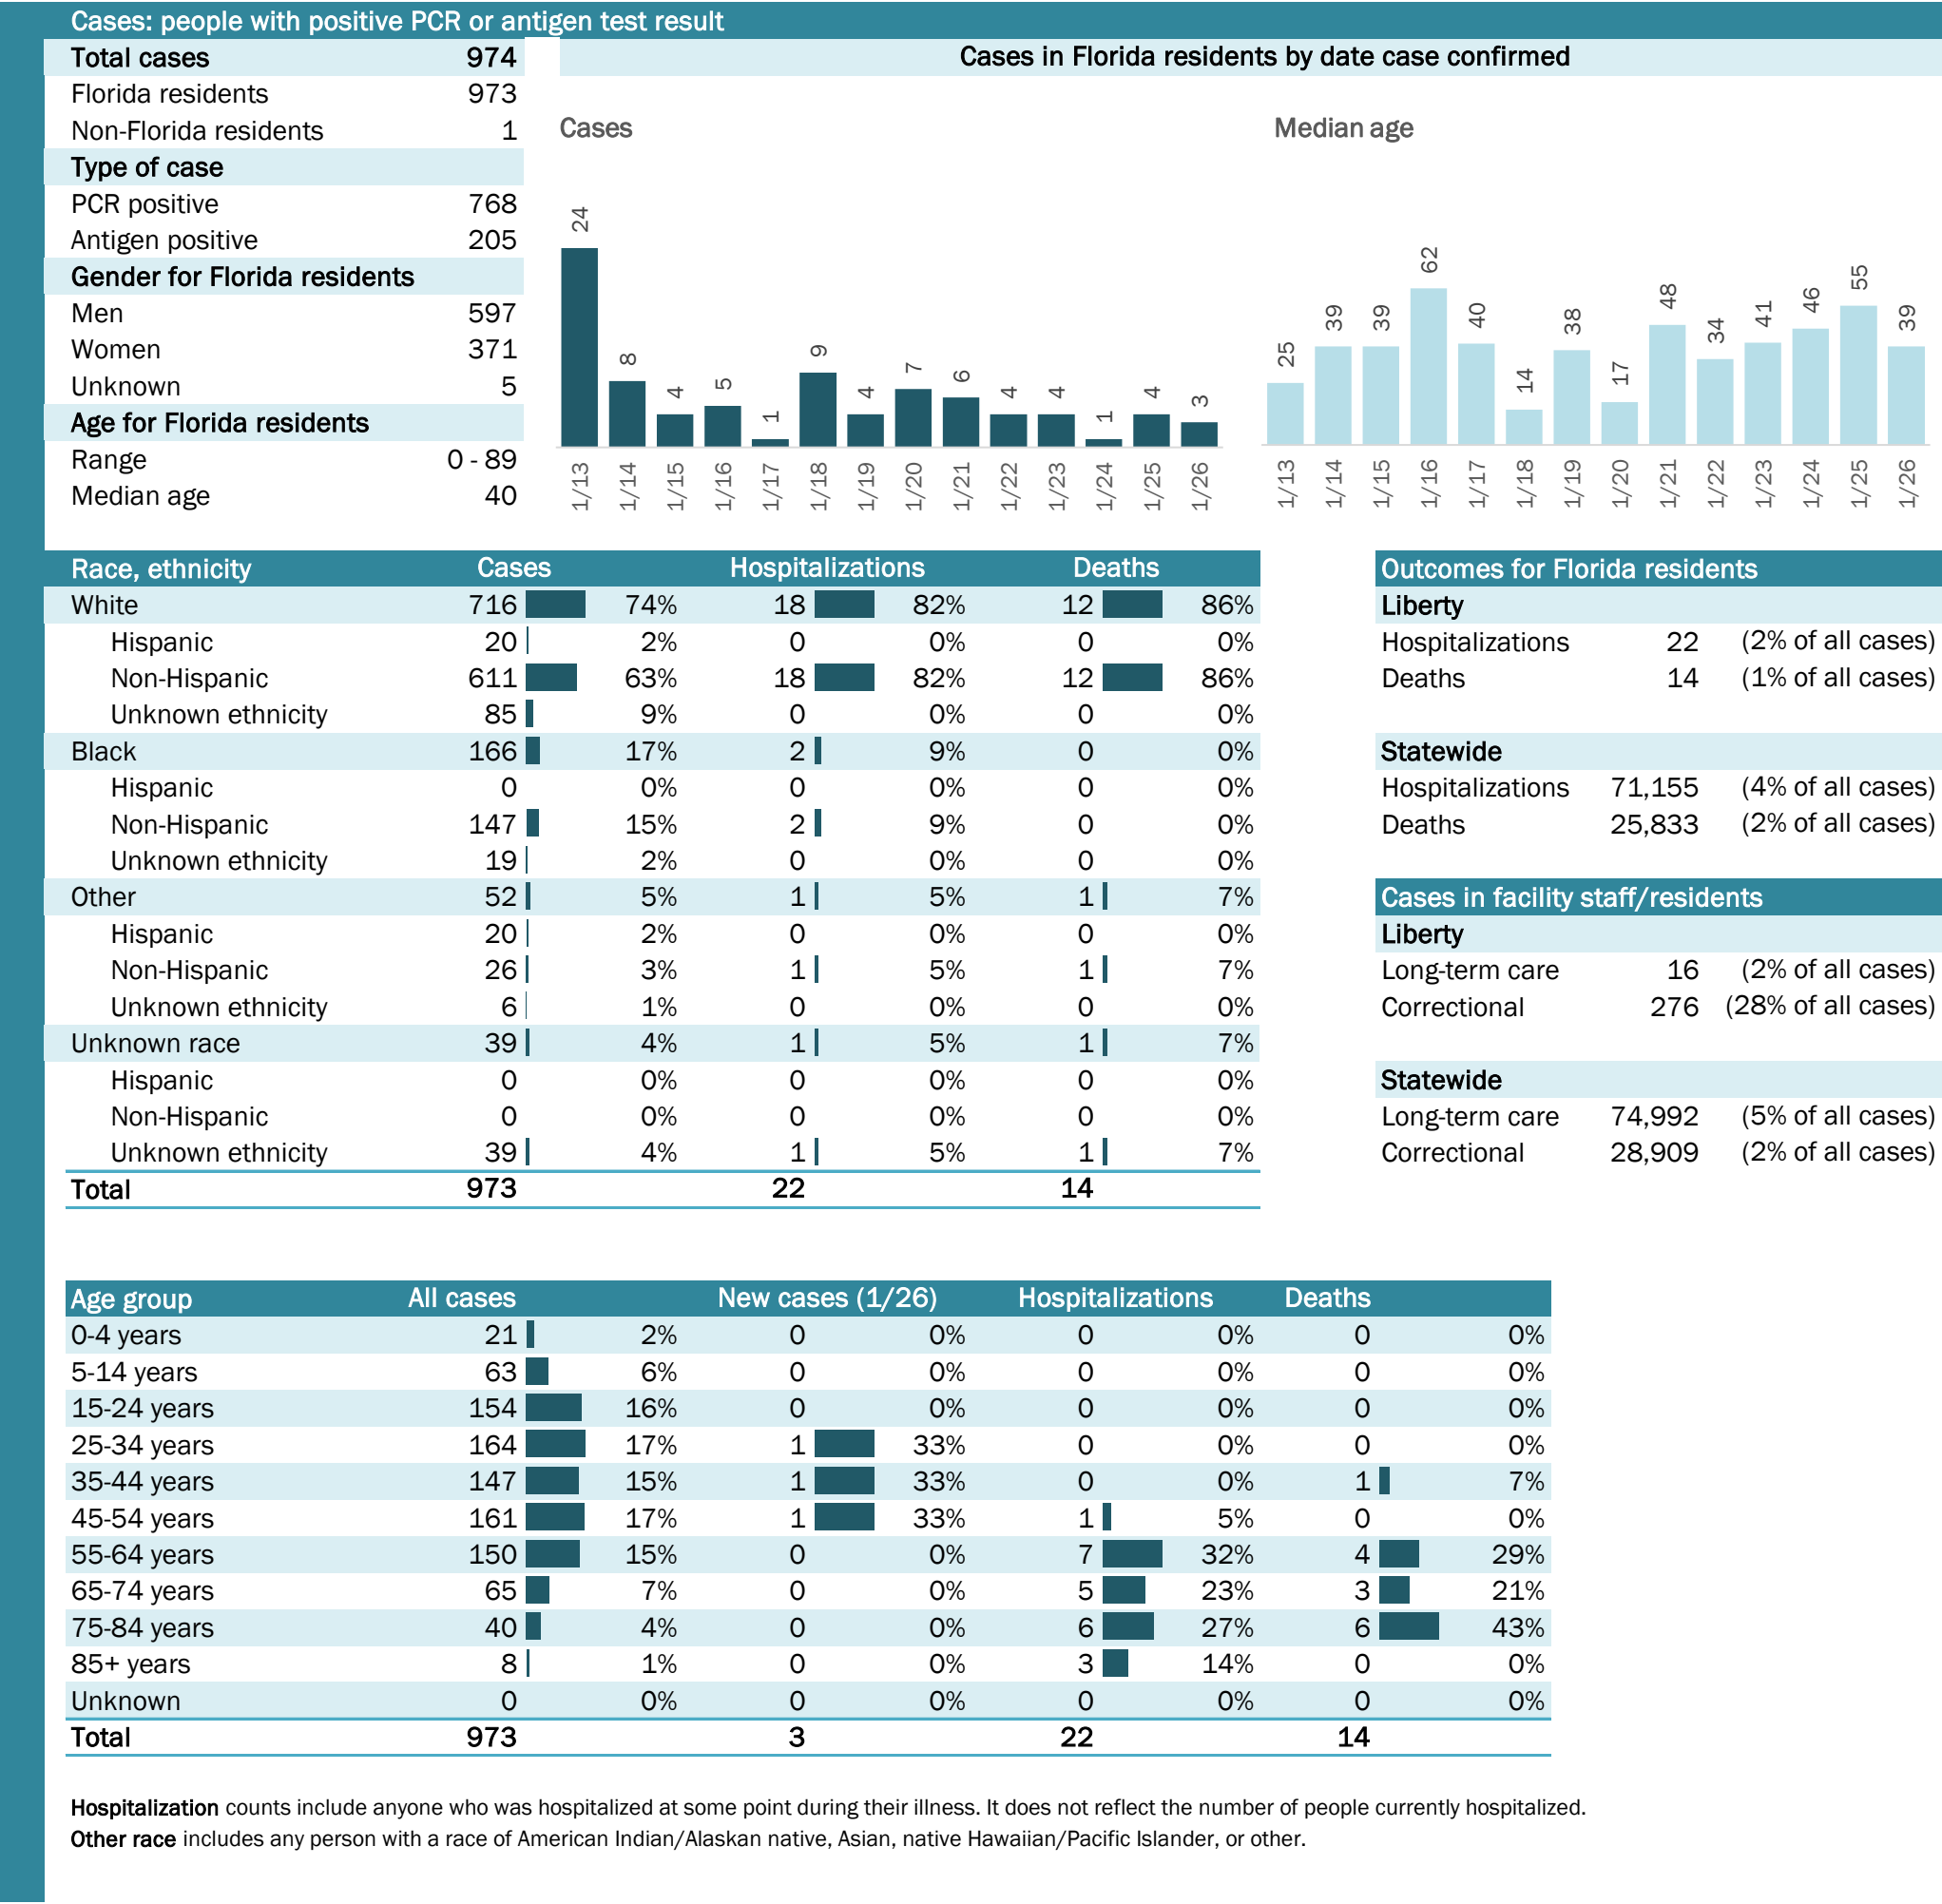 Cases: people with positive PCR or antigen test result
Total cases 974
Florida residents 973
Non-Florida residents 1
Type of case
PCR positive 768
Antigen positive 205
Gender for Florida residents
Men 597
Women 371
Unknown 5
Age for Florida residents
Range 0 - 89
Median age 40
Cases in Florida residents by date case confirmed
Cases
24 8 4 5 1 9 4 7 6 4 4 1 4 3
1/13 1/14 1/15 1/16 1/17 1/18 1/19 1/20 1/21 1/22 1/23 1/24 1/25 1/26
Median age
25 39 39 62 40 14 38 17 48 34 41 46 55 39
1/13 1/14 1/15 1/16 1/17 1/18 1/19 1/20 1/21 1/22 1/23 1/24 1/25 1/26
Race, ethnicity Cases Hospitalizations Deaths
White 716 74% 18 82% 12 86%
Hispanic 20 2% 0 0% 0 0%
Non-Hispanic 611 63% 18 82% 12 86%
Unknown ethnicity 85 9% 0 0% 0 0%
Black 166 17% 2 9% 0 0%
Hispanic 0 0% 0 0% 0 0%
Non-Hispanic 147 15% 2 9% 0 0%
Unknown ethnicity 19 2% 0 0% 0 0%
Other 52 5% 1 5% 1 7%
Hispanic 20 2% 0 0% 0 0%
Non-Hispanic 26 3% 1 5% 1 7%
Unknown ethnicity 6 1% 0 0% 0 0%
Unknown race 39 4% 1 5% 1 7%
Hispanic 0 0% 0 0% 0 0%
Non-Hispanic 0 0% 0 0% 0 0%
Unknown ethnicity 39 4% 1 5% 1 7%
Total 973 22 14
Outcomes for Florida residents
Liberty
Hospitalizations 22 (2% of all cases)
Deaths 14 (1% of all cases)
Statewide
Hospitalizations 71,155 (4% of all cases)
Deaths 25,833 (2% of all cases)
Cases in facility staff/residents
Liberty
Long-term care 16 (2% of all cases)
Correctional 276 (28% of all cases)
Statewide
Long-term care 74,992 (5% of all cases)
Correctional 28,909 (2% of all cases)
Age group All cases New cases (1/26) Hospitalizations Deaths
0-4 years 21 2% 0 0% 0 0% 0 0%
5-14 years 63 6% 0 0% 0 0% 0 0%
15-24 years 154 16% 0 0% 0 0% 0 0%
25-34 years 164 17% 1 33% 0 0% 0 0%
35-44 years 147 15% 1 33% 0 0% 1 7%
45-54 years 161 17% 1 33% 1 5% 0 0%
55-64 years 150 15% 0 0% 7 32% 4 29%
65-74 years 65 7% 0 0% 5 23% 3 21%
75-84 years 40 4% 0 0% 6 27% 6 43%
85+ years 8 1% 0 0% 3 14% 0 0%
Unknown 0 0% 0 0% 0 0% 0 0%
Total 973 3 22 14
Hospitalization counts include anyone who was hospitalized at some point during their illness. It does not reflect the number of people currently hospitalized.
Other race includes any person with a race of American Indian/Alaskan native, Asian, native Hawaiian/Pacific Islander, or other.